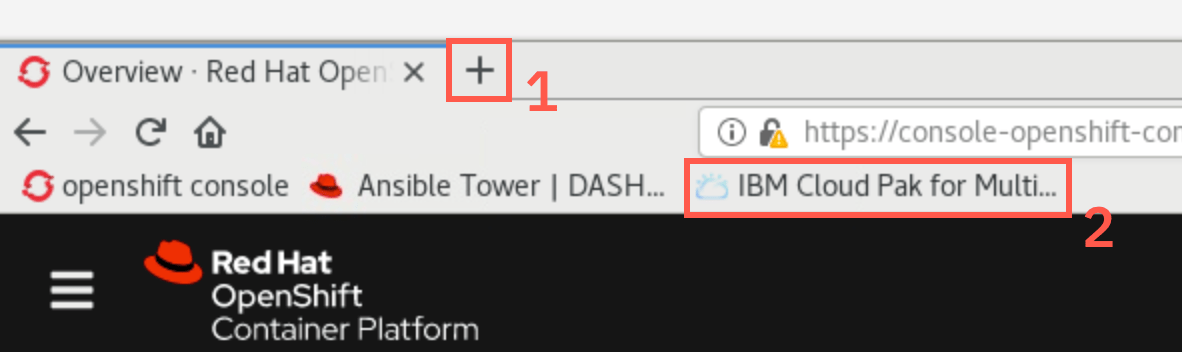 Overview · Red Hat Open
1
https://console-openshift-co
openshift console
Ansible Tower | DASH...
IBM Cloud Pak for Multi...
2
Red Hat
OpenShift
Container Platform